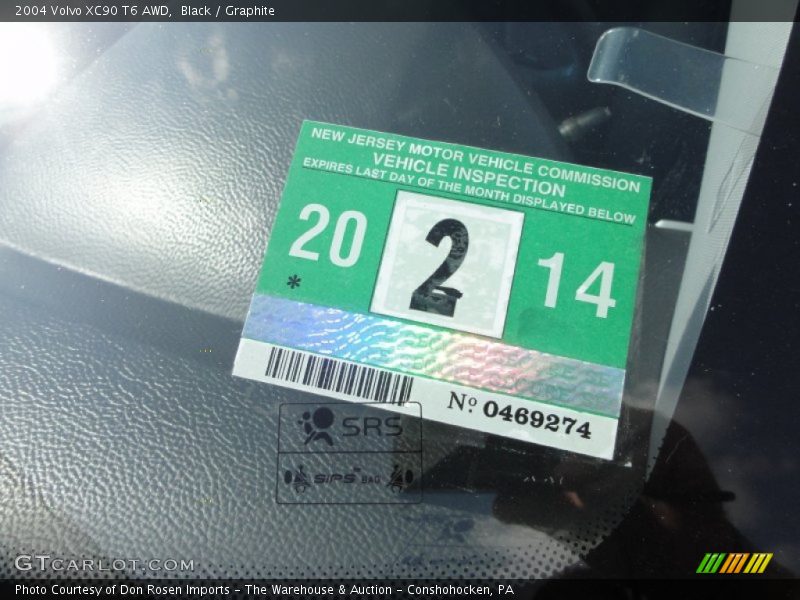 2004 Volvo XC90 T6 AWD, Black / Graphite
NEW JERSEY MOTOR VEHICLE COMMISSION
VEHICLE INSPECTION
EXPIRES LAST DAY OF THE MONTH DISPLAYED BELOW
20 2 14
*
Nº 0469274
SRS
SIPS BAG
GTCARLOT.COM
Photo Courtesy of Don Rosen Imports - The Warehouse & Auction - Conshohocken, PA